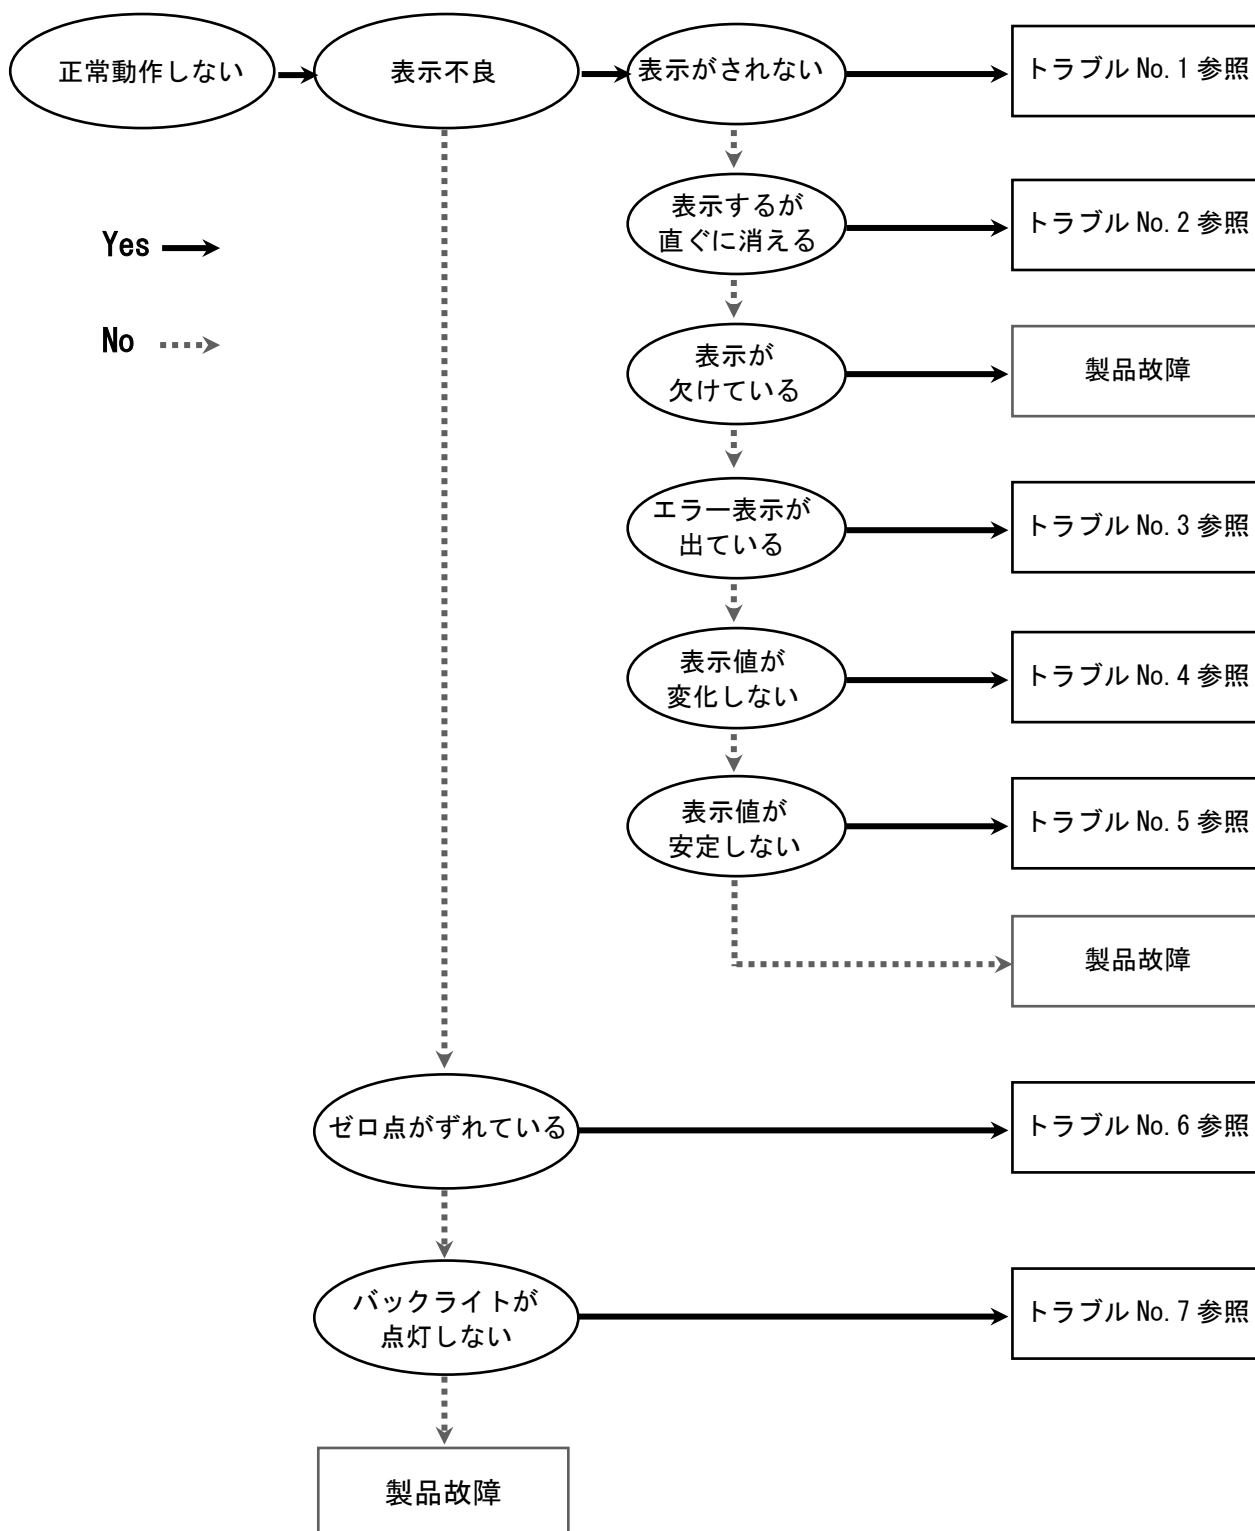 正常動作しない
表示不良
表示がされない
トラブル No. 1 参照
Yes
No
表示するが
直ぐに消える
トラブル No. 2 参照
表示が
欠けている
製品故障
エラー表示が
出ている
トラブル No. 3 参照
表示値が
変化しない
トラブル No. 4 参照
表示値が
安定しない
トラブル No. 5 参照
製品故障
ゼロ点がずれている
トラブル No. 6 参照
バックライトが
点灯しない
トラブル No. 7 参照
製品故障